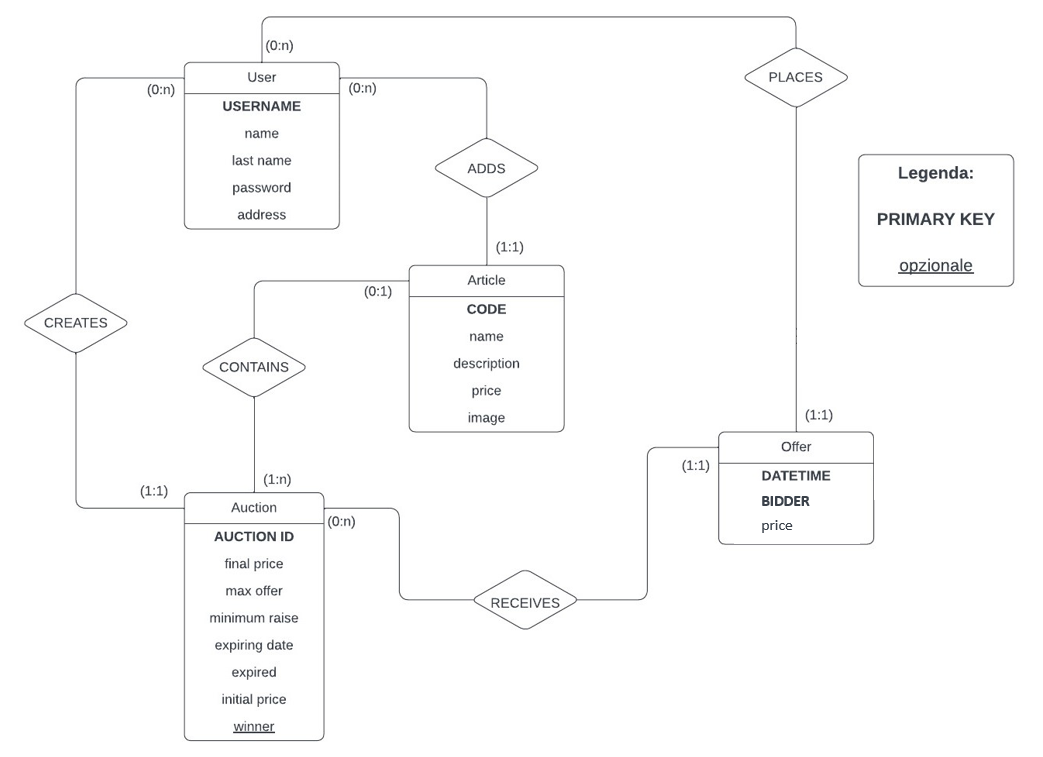 (0:n)
PLACES
User
(0:n)
(0:n)
USERNAME
name
last name
password
address
ADDS
Legenda:
PRIMARY KEY
opzionale
(1:1)
Article
(0:1)
CODE
name
description
price
image
CREATES
CONTAINS
(1:1)
Offer
(1:1)
DATETIME
BIDDER
price
(1:n)
(1:1)
Auction
(0:n)
AUCTION ID
final price
max offer
minimum raise
expiring date
expired
initial price
winner
RECEIVES